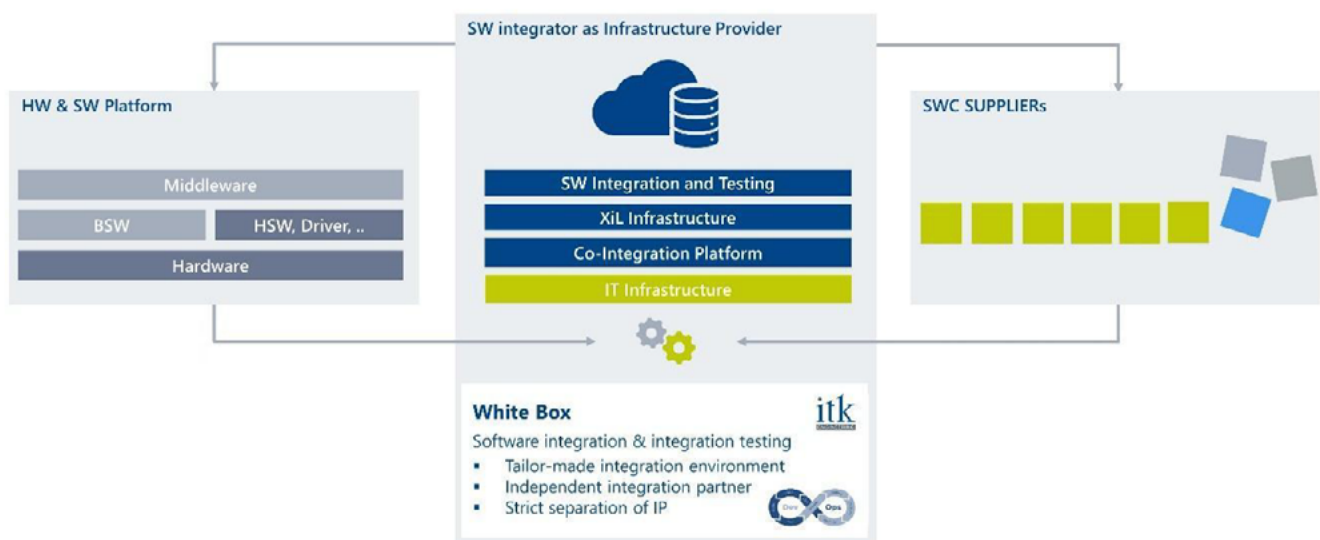 SW integrator as Infrastructure Provider
HW & SW Platform
Middleware
BSW
HSW, Driver, ..
Hardware
SW Integration and Testing
XiL Infrastructure
Co-Integration Platform
IT Infrastructure
SWC SUPPLIERs
White Box
itk
Software integration & integration testing
▪ Tailor-made integration environment
▪ Independent integration partner
▪ Strict separation of IP
Dev Ops